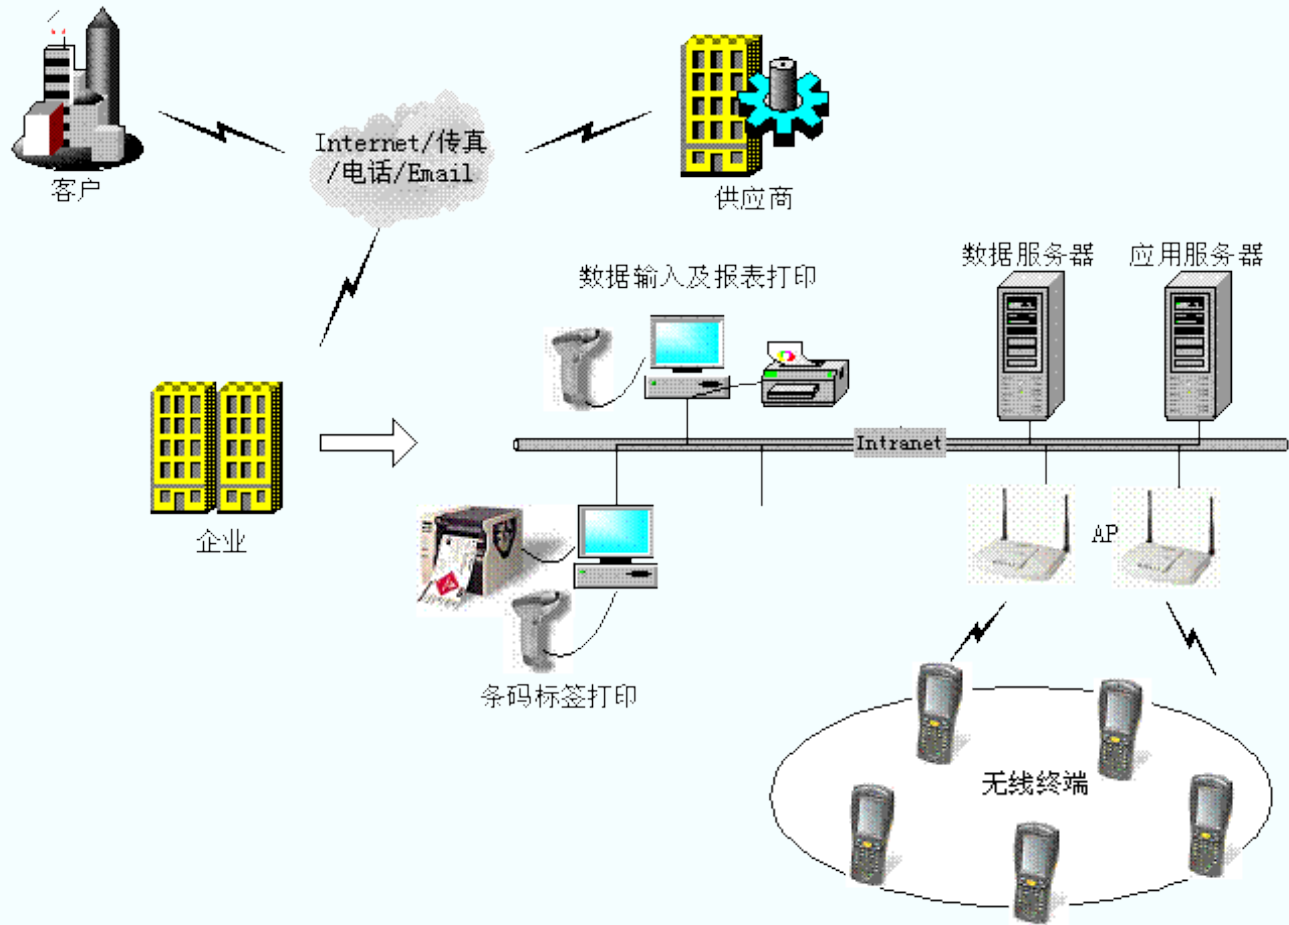 Internet/传真
/电话/Email
客户
供应商
数据服务器
应用服务器
数据输入及报表打印
Intranet
企业
AP
条码标签打印
无线终端